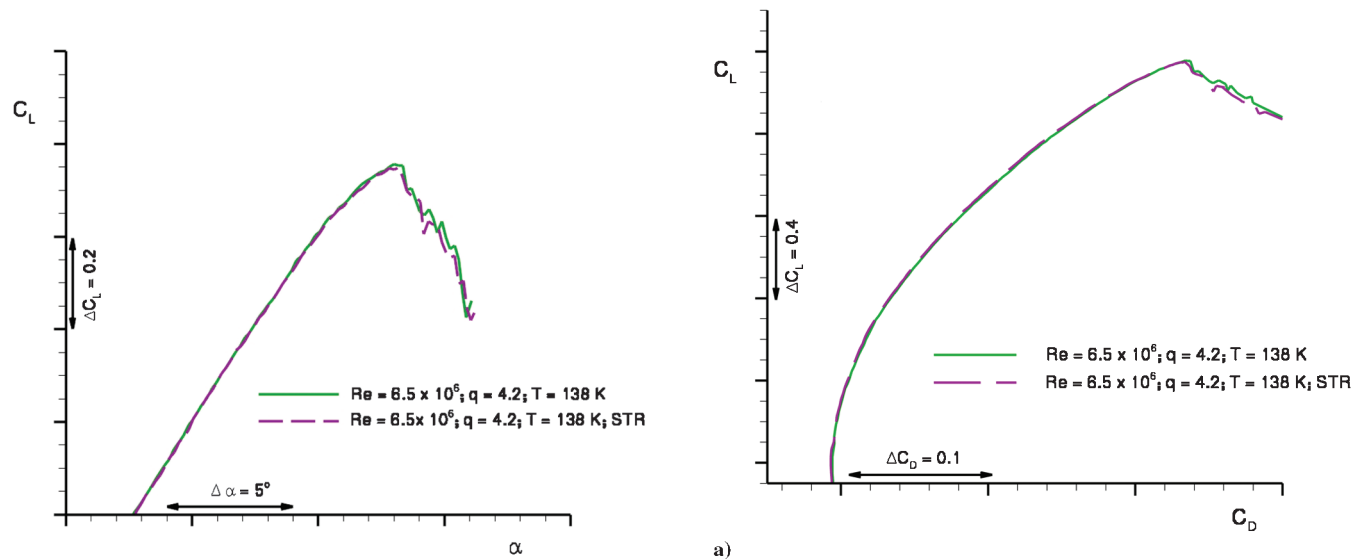 C_L
ΔC_L = 0.2
Re = 6.5 x 10^6; q = 4.2; T = 138 K
Re = 6.5x 10^6; q = 4.2; T = 138 K; STR
Δ α = 5°
α
C_L
ΔC_L = 0.4
Re = 6.5 x 10^6; q = 4.2; T = 138 K
Re = 6.5 x 10^6; q = 4.2; T = 138 K; STR
ΔC_D = 0.1
C_D
a)